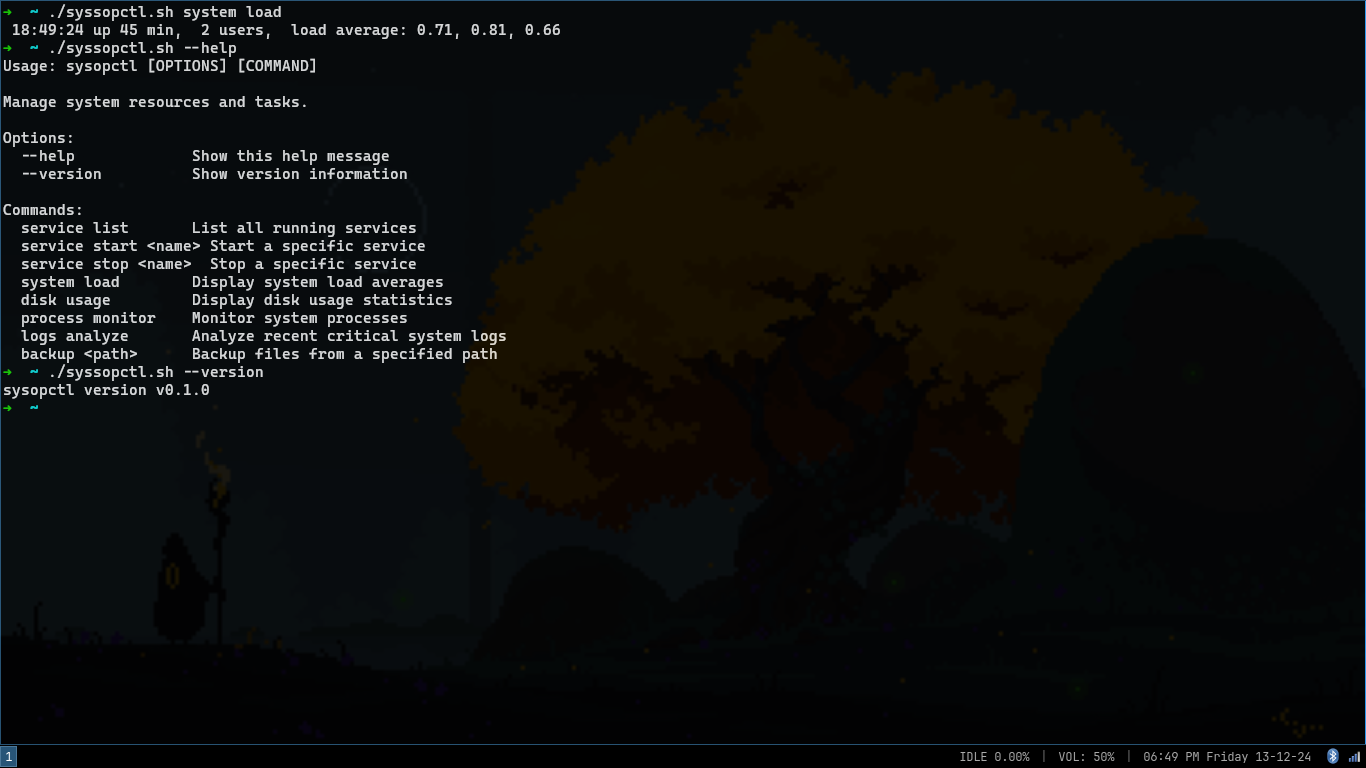 ➜  ~ ./syssopctl.sh system load
 18:49:24 up 45 min,  2 users,  load average: 0.71, 0.81, 0.66
➜  ~ ./syssopctl.sh --help
Usage: sysopctl [OPTIONS] [COMMAND]
Manage system resources and tasks.
Options:
  --help             Show this help message
  --version          Show version information
Commands:
  service list       List all running services
  service start <name> Start a specific service
  service stop <name>  Stop a specific service
  system load        Display system load averages
  disk usage         Display disk usage statistics
  process monitor    Monitor system processes
  logs analyze       Analyze recent critical system logs
  backup <path>      Backup files from a specified path
➜  ~ ./syssopctl.sh --version
sysopctl version v0.1.0
➜  ~
1 IDLE 0.00% | VOL: 50% | 06:49 PM Friday 13-12-24